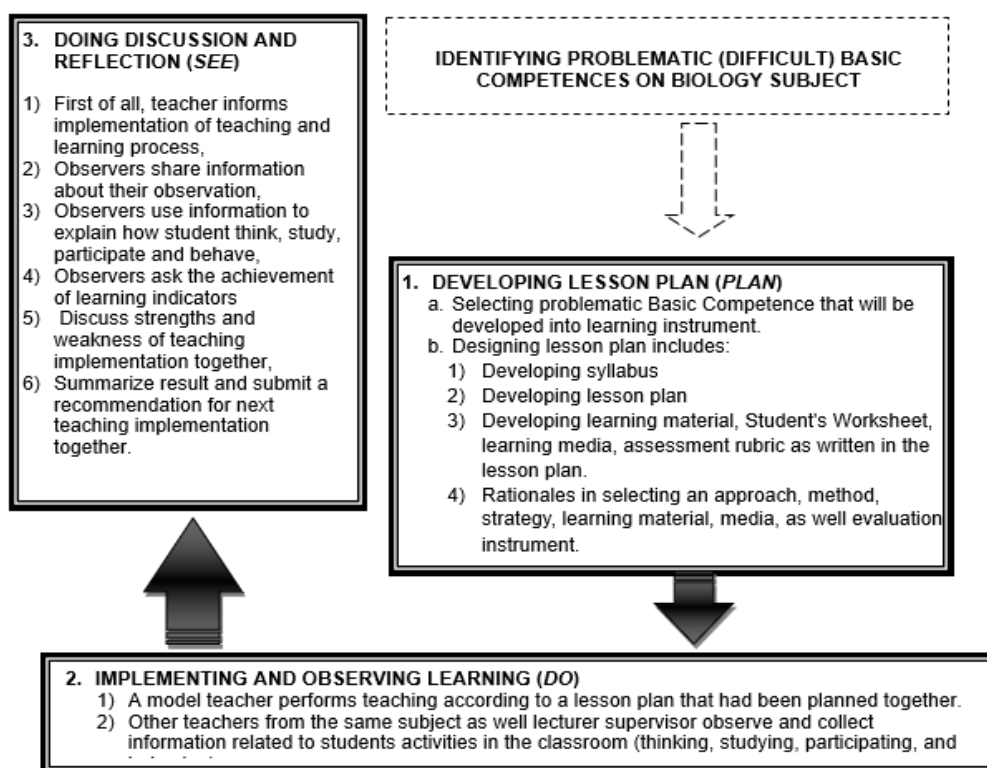 IDENTIFYING PROBLEMATIC (DIFFICULT) BASIC
COMPETENCES ON BIOLOGY SUBJECT
1. DEVELOPING LESSON PLAN (PLAN)
a. Selecting problematic Basic Competence that will be
developed into learning instrument.
b. Designing lesson plan includes:
1) Developing syllabus
2) Developing lesson plan
3) Developing learning material, Student's Worksheet,
learning media, assessment rubric as written in the
lesson plan.
4) Rationales in selecting an approach, method,
strategy, learning material, media, as well evaluation
instrument.
2. IMPLEMENTING AND OBSERVING LEARNING (DO)
1) A model teacher performs teaching according to a lesson plan that had been planned together.
2) Other teachers from the same subject as well lecturer supervisor observe and collect
information related to students activities in the classroom (thinking, studying, participating, and
3. DOING DISCUSSION AND
REFLECTION (SEE)
1) First of all, teacher informs
implementation of teaching and
learning process,
2) Observers share information
about their observation,
3) Observers use information to
explain how student think, study,
participate and behave,
4) Observers ask the achievement
of learning indicators
5) Discuss strengths and
weakness of teaching
implementation together,
6) Summarize result and submit a
recommendation for next
teaching implementation
together.